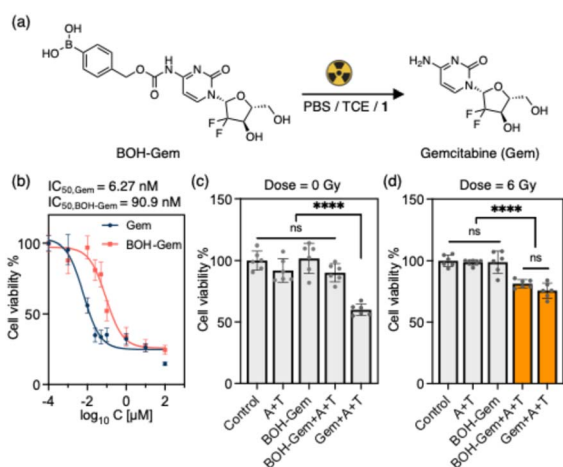 (a)
HO
B
HO
O
O
H
N
N
O
N
O
OH
F
F
OH
BOH-Gem
PBS / TCE / 1
H₂N
N
O
N
O
OH
F
F
OH
Gemcitabine (Gem)
(b)
IC50,Gem = 6.27 nM
IC50,BOH-Gem = 90.9 nM
Gem
BOH-Gem
Cell viability %
100
50
0
-4
-2
0
2
log10 C [µM]
(c)
Dose = 0 Gy
****
ns
Cell viability %
150
100
50
0
Control
A+T
BOH-Gem
BOH-Gem+A+T
Gem+A+T
(d)
Dose = 6 Gy
****
ns
ns
Cell viability %
150
100
50
0
Control
A+T
BOH-Gem
BOH-Gem+A+T
Gem+A+T